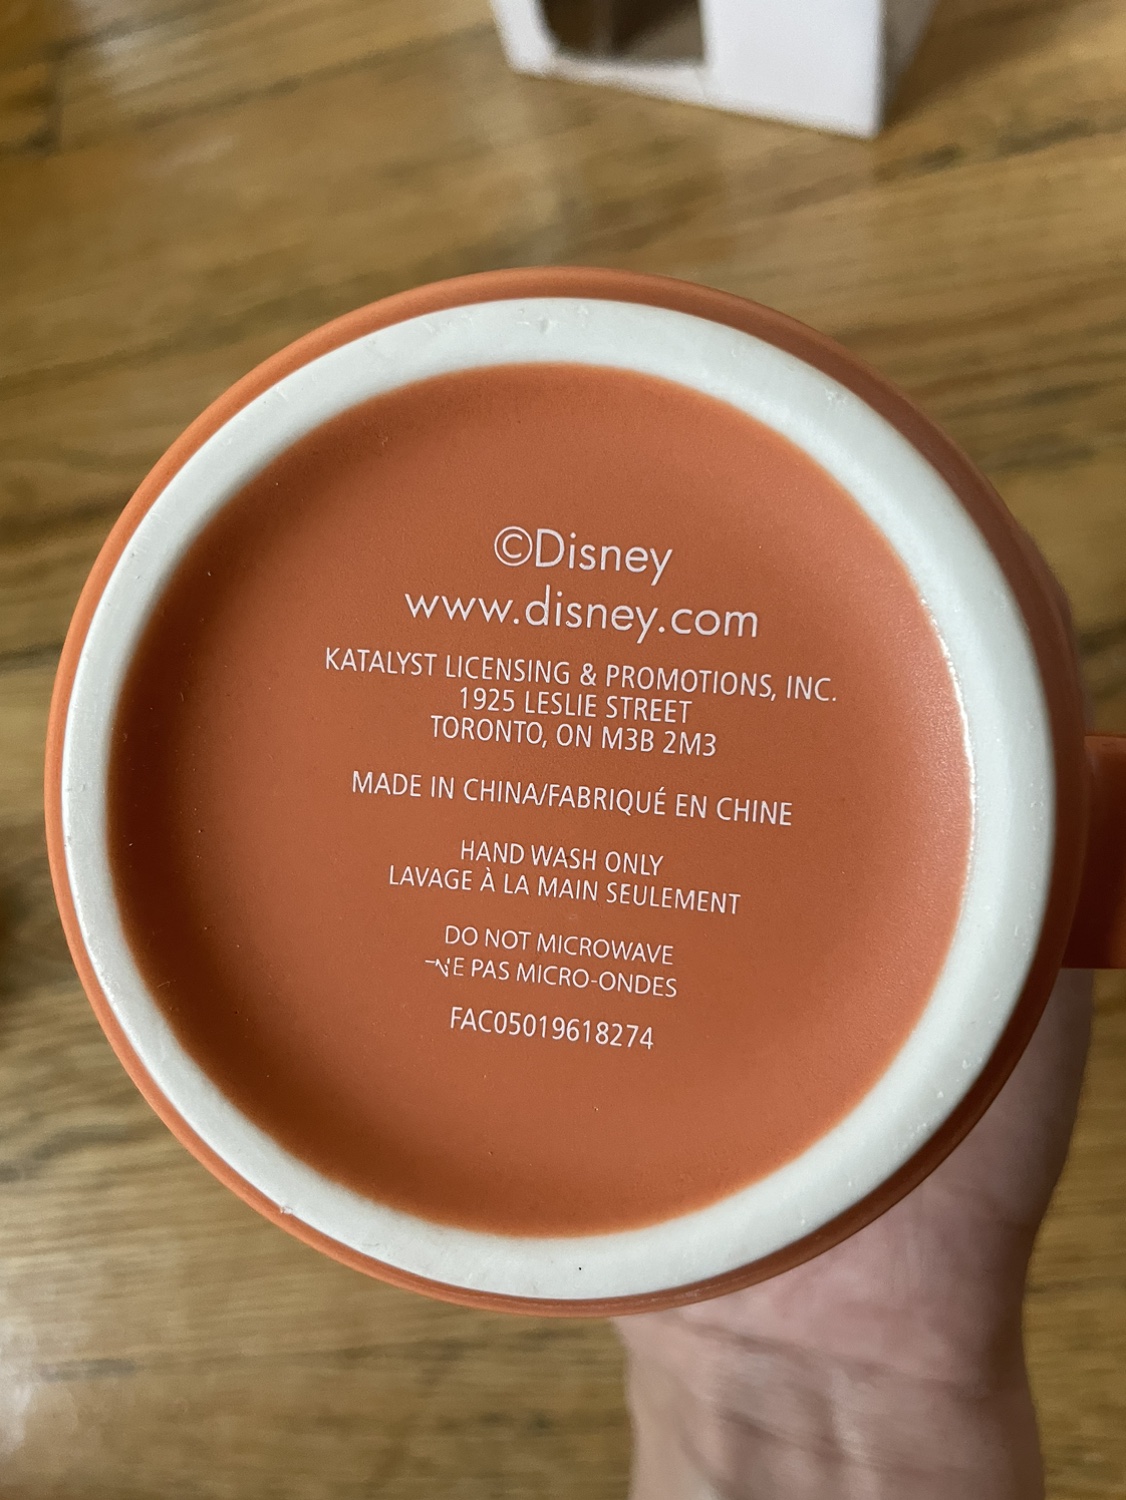 ©Disney
www.disney.com
KATALYST LICENSING & PROMOTIONS, INC.
1925 LESLIE STREET
TORONTO, ON M3B 2M3
MADE IN CHINA/FABRIQUÉ EN CHINE
HAND WASH ONLY
LAVAGE À LA MAIN SEULEMENT
DO NOT MICROWAVE
NE PAS MICRO-ONDES
FAC05019618274